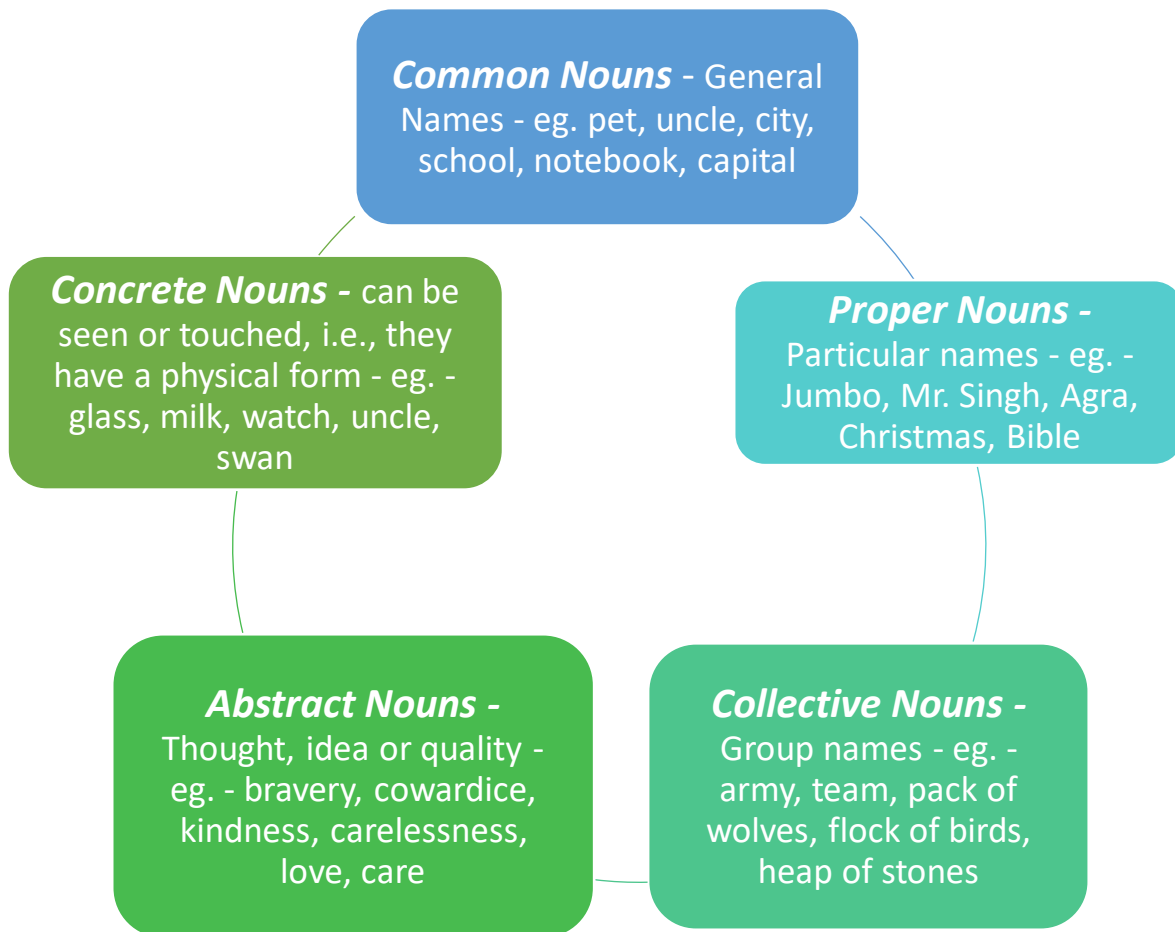 Common Nouns - General
Names - eg. pet, uncle, city,
school, notebook, capital
Proper Nouns -
Particular names - eg. -
Jumbo, Mr. Singh, Agra,
Christmas, Bible
Collective Nouns -
Group names - eg. -
army, team, pack of
wolves, flock of birds,
heap of stones
Abstract Nouns -
Thought, idea or quality -
eg. - bravery, cowardice,
kindness, carelessness,
love, care
Concrete Nouns - can be
seen or touched, i.e., they
have a physical form - eg. -
glass, milk, watch, uncle,
swan